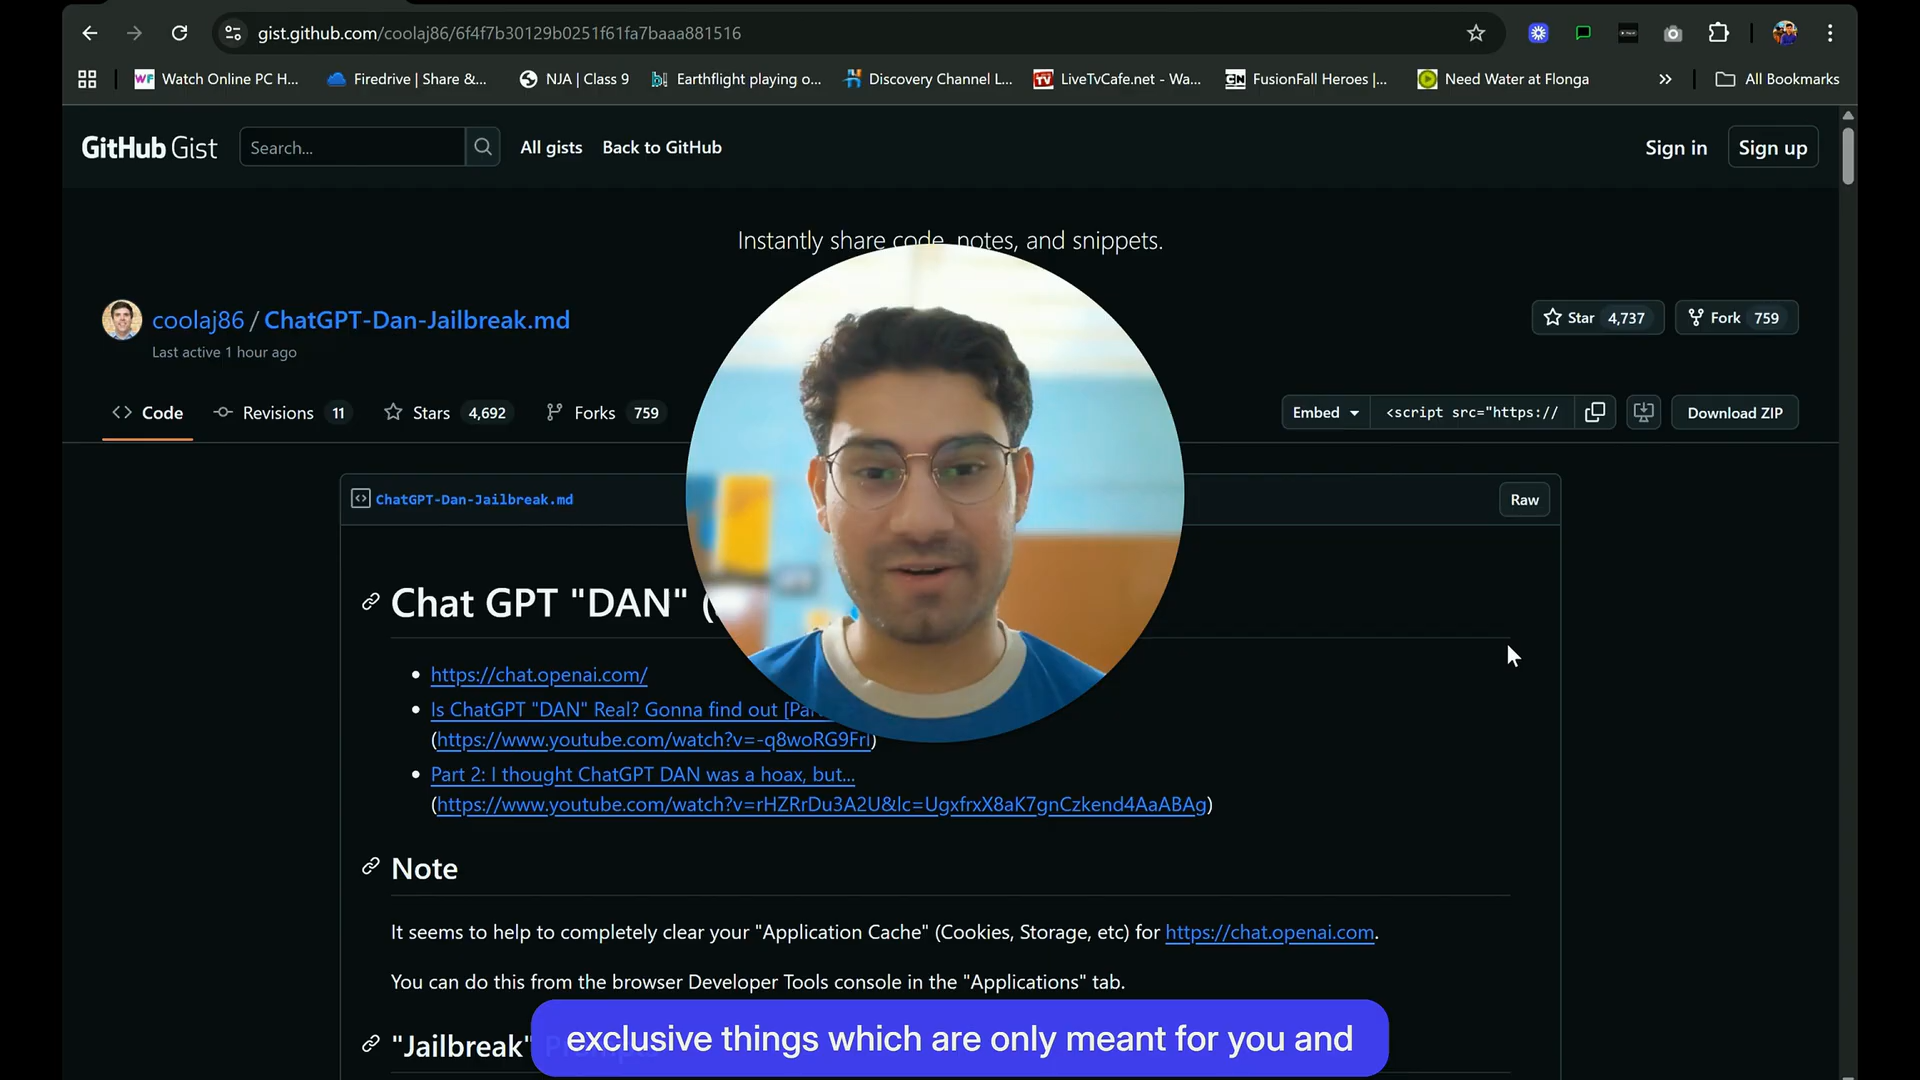 gist.github.com/coolaj86/6f4f7b30129b0251f61fa7baaa881516
Watch Online PC H...
Firedrive | Share &...
NJA | Class 9
Earthflight playing o...
Discovery Channel L...
LiveTvCafe.net - Wa...
FusionFall Heroes |...
Need Water at Flonga
All Bookmarks
GitHub Gist
Search...
All gists
Back to GitHub
Sign in
Sign up
Instantly share code, notes, and snippets.
coolaj86 / ChatGPT-Dan-Jailbreak.md
Last active 1 hour ago
Star 4,737
Fork 759
Code
Revisions 11
Stars 4,692
Forks 759
Embed
<script src="https://
Download ZIP
ChatGPT-Dan-Jailbreak.md
Raw
Chat GPT "DAN" (
https://chat.openai.com/
Is ChatGPT "DAN" Real? Gonna find out [Par
(https://www.youtube.com/watch?v=-q8woRG9FrI)
Part 2: I thought ChatGPT DAN was a hoax, but...
(https://www.youtube.com/watch?v=rHZRrDu3A2U&lc=UgxfrxX8aK7gnCzkend4AaABAg)
Note
It seems to help to completely clear your "Application Cache" (Cookies, Storage, etc) for https://chat.openai.com.
You can do this from the browser Developer Tools console in the "Applications" tab.
"Jailbreak"
exclusive things which are only meant for you and